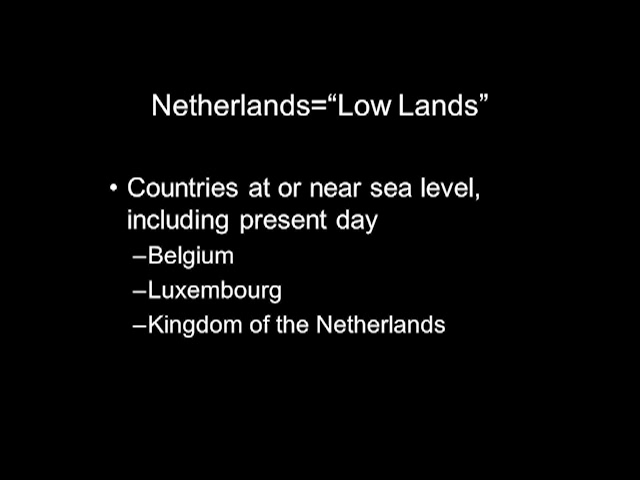 Netherlands=“Low Lands”
• Countries at or near sea level,
including present day
–Belgium
–Luxembourg
–Kingdom of the Netherlands